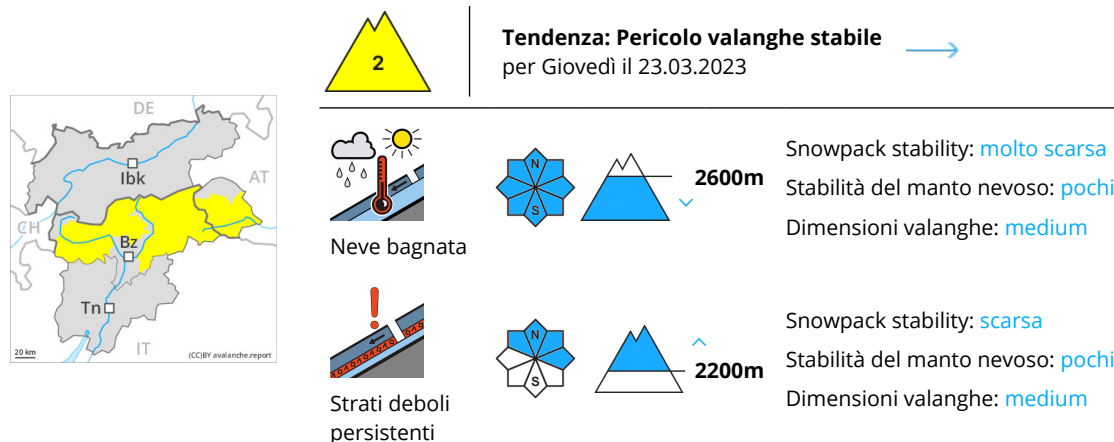 DE
AT
CH
IT
Ibk
Bz
Tn
20 km
(CC)BY avalanche.report
2
Tendenza: Pericolo valanghe stabile
per Giovedì il 23.03.2023
Neve bagnata
N
S
2600m
Snowpack stability: molto scarsa
Stabilità del manto nevoso: pochi
Dimensioni valanghe: medium
Strati deboli
persistenti
N
S
2200m
Snowpack stability: scarsa
Stabilità del manto nevoso: pochi
Dimensioni valanghe: medium